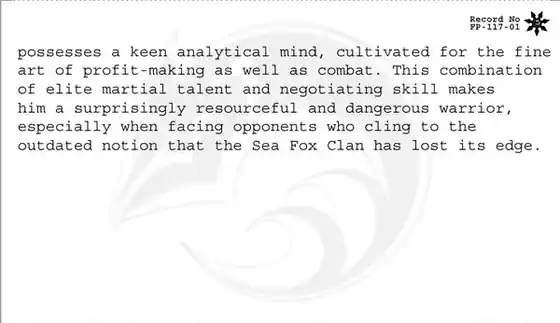 Record No
FP-117-01
possesses a keen analytical mind, cultivated for the fine
art of profit-making as well as combat. This combination
of elite martial talent and negotiating skill makes
him a surprisingly resourceful and dangerous warrior,
especially when facing opponents who cling to the
outdated notion that the Sea Fox Clan has lost its edge.